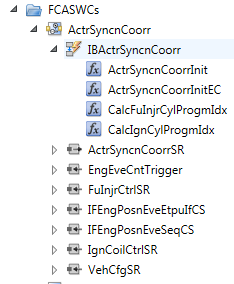 FCASWCs
ActrSyncnCoorr
IBActrSyncnCoorr
ActrSyncnCoorrInit
ActrSyncnCoorrInitEC
CalcFuInjrCylProgmIdx
CalcIgnCylProgmIdx
ActrSyncnCoorrSR
EngEveCntTrigger
FuInjrCtrlSR
IFEngPosnEveEtpuIfCS
IFEngPosnEveSeqCS
IgnCoilCtrlSR
VehCfgSR